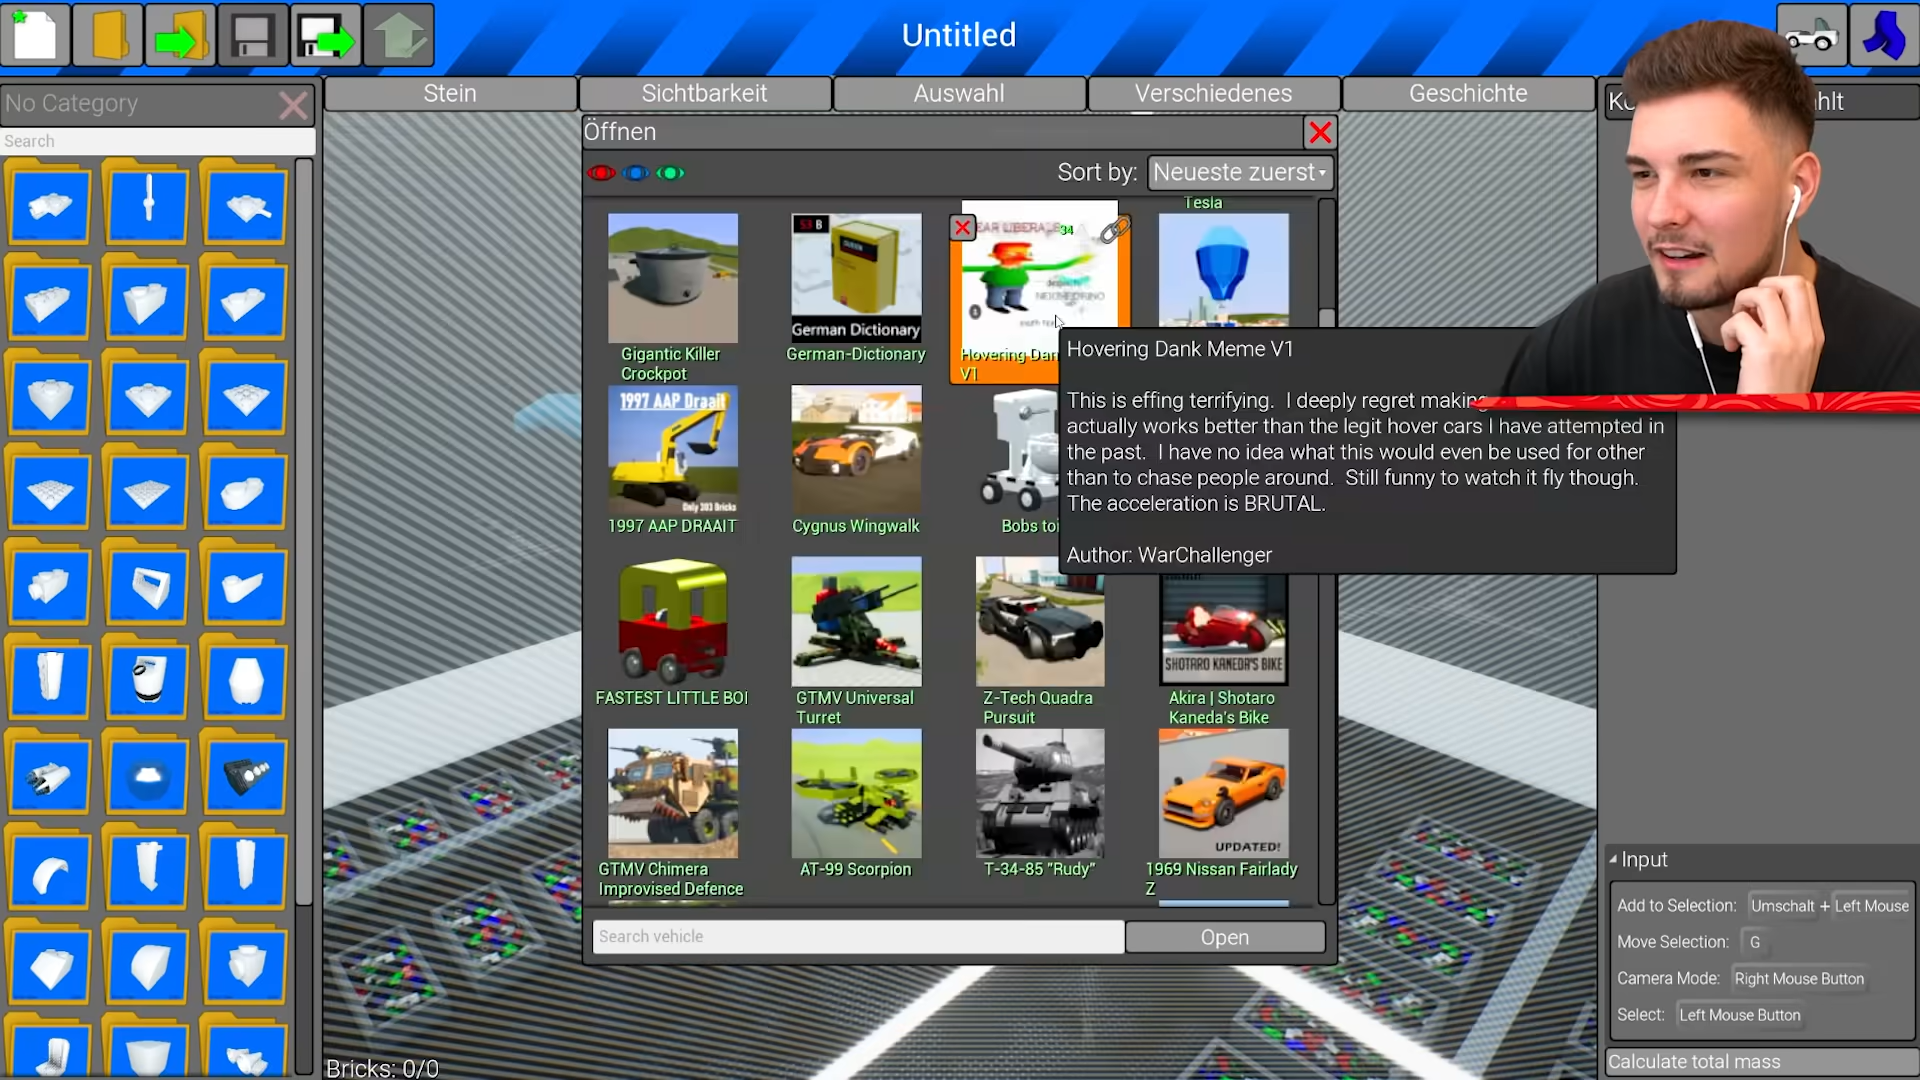 Untitled
No Category
Search
Stein
Sichtbarkeit
Auswahl
Verschiedenes
Geschichte
Öffnen
Sort by:
Neueste zuerst
Tesla
German Dictionary
34
Gigantic Killer
Crockpot
German-Dictionary
Hovering Dan
V1
Hovering Dank Meme V1
This is effing terrifying. I deeply regret making
actually works better than the legit hover cars I have attempted in
the past. I have no idea what this would even be used for other
than to chase people around. Still funny to watch it fly though.
The acceleration is BRUTAL.
Author: WarChallenger
1997 AAP Draait
Only 303 Bricks
1997 AAP DRAAIT
Cygnus Wingwalk
Bobs toi
SHOTARO KANEDA'S BIKE
FASTEST LITTLE BOI
GTMV Universal
Turret
Z-Tech Quadra
Pursuit
Akira | Shotaro
Kaneda's Bike
UPDATED!
GTMV Chimera
Improvised Defence
AT-99 Scorpion
T-34-85 "Rudy"
1969 Nissan Fairlady
Z
Search vehicle
Open
Input
Add to Selection: Umschalt + Left Mouse
Move Selection: G
Camera Mode: Right Mouse Button
Select: Left Mouse Button
Calculate total mass
Bricks: 0/0